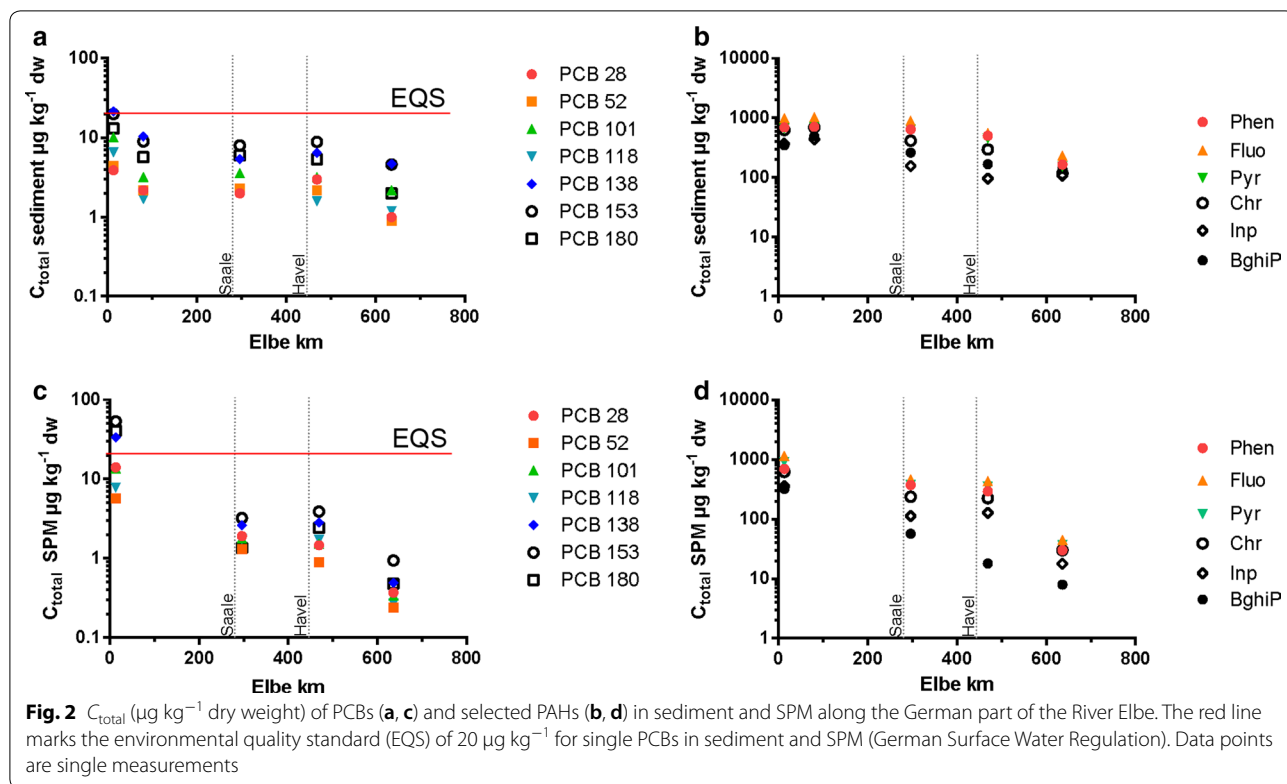 a
C_total sediment µg kg⁻¹ dw
100
10
1
0.1
EQS
Saale
Havel
0 200 400 600 800
Elbe km
PCB 28
PCB 52
PCB 101
PCB 118
PCB 138
PCB 153
PCB 180
b
C_total sediment µg kg⁻¹ dw
10000
1000
100
10
1
Saale
Havel
0 200 400 600 800
Elbe km
Phen
Fluo
Pyr
Chr
Inp
BghiP
c
C_total SPM µg kg⁻¹ dw
100
10
1
0.1
EQS
Saale
Havel
0 200 400 600 800
Elbe km
PCB 28
PCB 52
PCB 101
PCB 118
PCB 138
PCB 153
PCB 180
d
C_total SPM µg kg⁻¹ dw
10000
1000
100
10
1
Saale
Havel
0 200 400 600 800
Elbe km
Phen
Fluo
Pyr
Chr
Inp
BghiP
Fig. 2 C_total (µg kg⁻¹ dry weight) of PCBs (a, c) and selected PAHs (b, d) in sediment and SPM along the German part of the River Elbe. The red line
marks the environmental quality standard (EQS) of 20 µg kg⁻¹ for single PCBs in sediment and SPM (German Surface Water Regulation). Data points
are single measurements